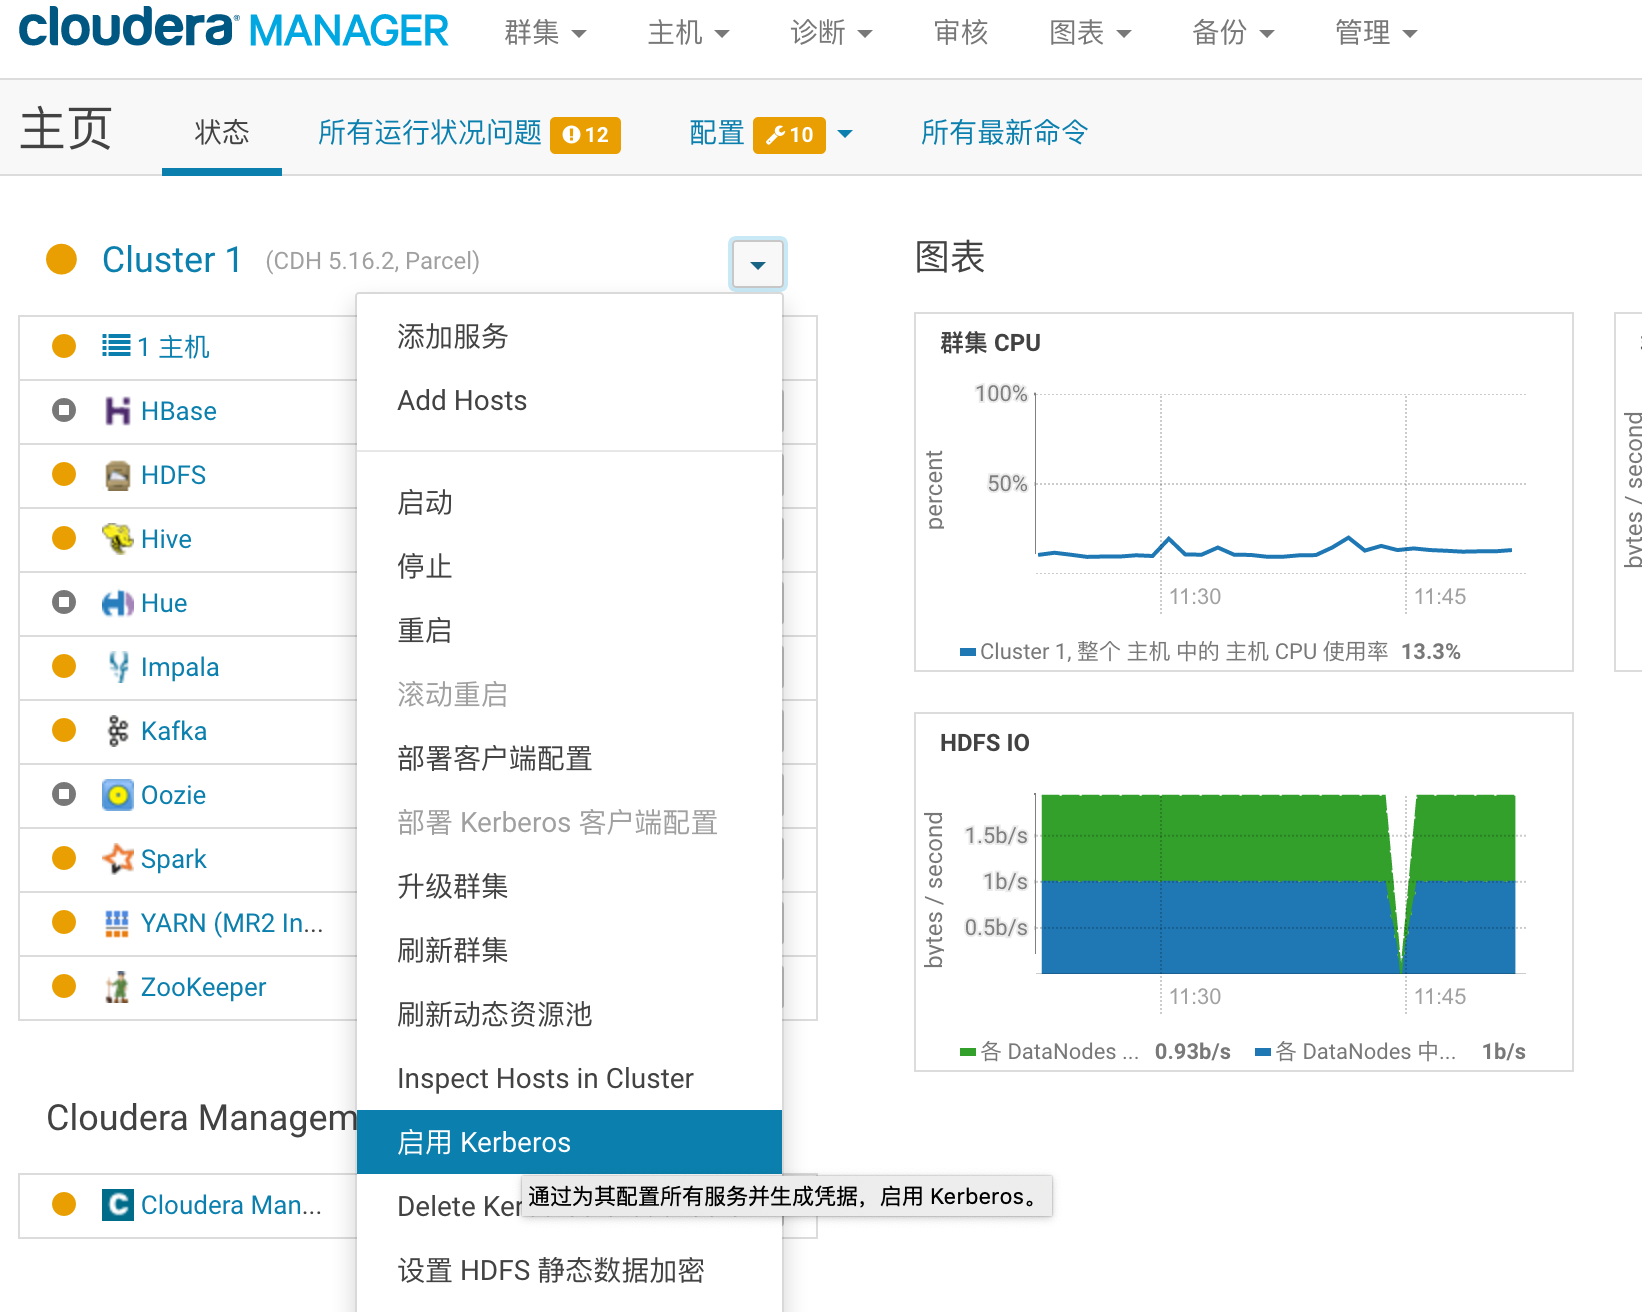 cloudera MANAGER 群集 主机 诊断 审核 图表 备份 管理
主页 状态 所有运行状况问题 12 配置 10 所有最新命令
Cluster 1 (CDH 5.16.2, Parcel)
1 主机
HBase
HDFS
Hive
Hue
Impala
Kafka
Oozie
Spark
YARN (MR2 In...
ZooKeeper
Cloudera Managem
Cloudera Man...
添加服务
Add Hosts
启动
停止
重启
滚动重启
部署客户端配置
部署 Kerberos 客户端配置
升级群集
刷新群集
刷新动态资源池
Inspect Hosts in Cluster
启用 Kerberos
Delete Ker
通过为其配置所有服务并生成凭据，启用 Kerberos。
设置 HDFS 静态数据加密
图表
群集 CPU
percent
100%
50%
11:30 11:45
Cluster 1, 整个 主机 中的 主机 CPU 使用率 13.3%
HDFS IO
bytes / second
1.5b/s
1b/s
0.5b/s
11:30 11:45
各 DataNodes ... 0.93b/s 各 DataNodes 中... 1b/s
bytes / second